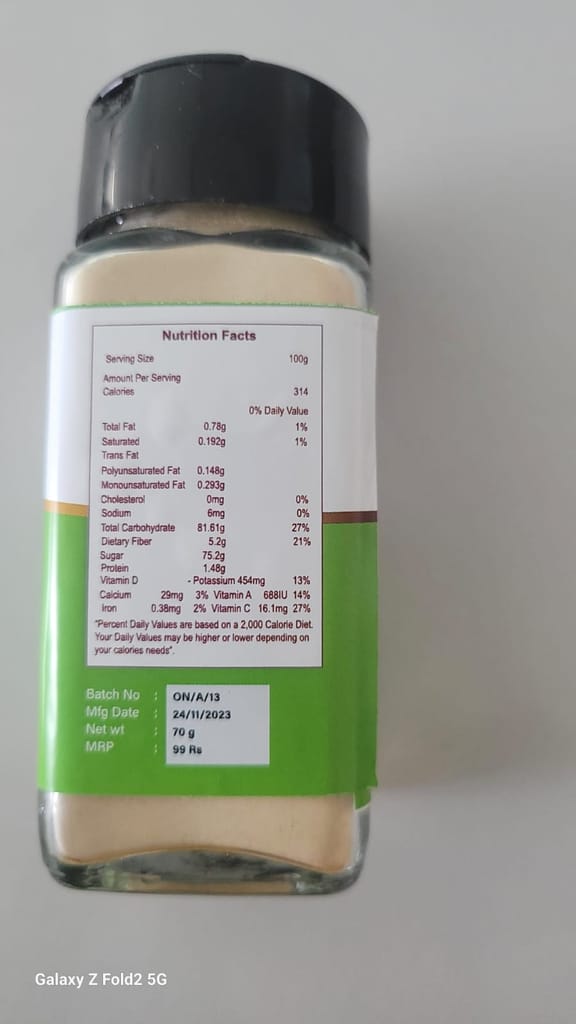 Nutrition Facts
Serving Size 100g
Amount Per Serving
Calories 314
0% Daily Value
Total Fat 0.78g 1%
Saturated 0.192g 1%
Trans Fat
Polyunsaturated Fat 0.148g
Monounsaturated Fat 0.293g
Cholesterol 0mg 0%
Sodium 6mg 0%
Total Carbohydrate 81.61g 27%
Dietary Fiber 5.2g 21%
Sugar 75.2g
Protein 1.48g
Vitamin D - Potassium 454mg 13%
Calcium 29mg 3% Vitamin A 688IU 14%
Iron 0.38mg 2% Vitamin C 16.1mg 27%
"Percent Daily Values are based on a 2,000 Calorie Diet.
Your Daily Values may be higher or lower depending on
your calories needs".
Batch No : ON/A/13
Mfg Date : 24/11/2023
Net wt : 70 g
MRP : 99 Rs
Galaxy Z Fold2 5G